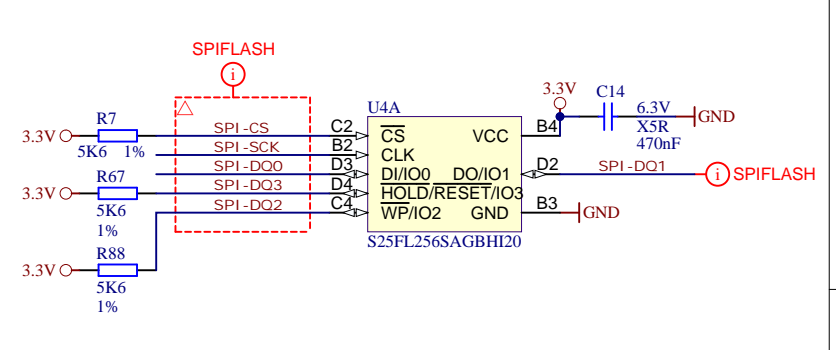 SPIFLASH
i
R7
3.3V
5K6 1%
R67
3.3V
5K6
1%
R88
3.3V
5K6
1%
SPI-CS
SPI-SCK
SPI-DQ0
SPI-DQ3
SPI-DQ2
C2
B2
D3
D4
C4
U4A
CS VCC
CLK
DI/IO0 DO/IO1
HOLD/RESET/IO3
WP/IO2 GND
S25FL256SAGBHI20
B4
D2
B3
3.3V
C14
6.3V
X5R
470nF
GND
SPI-DQ1
i SPIFLASH
GND